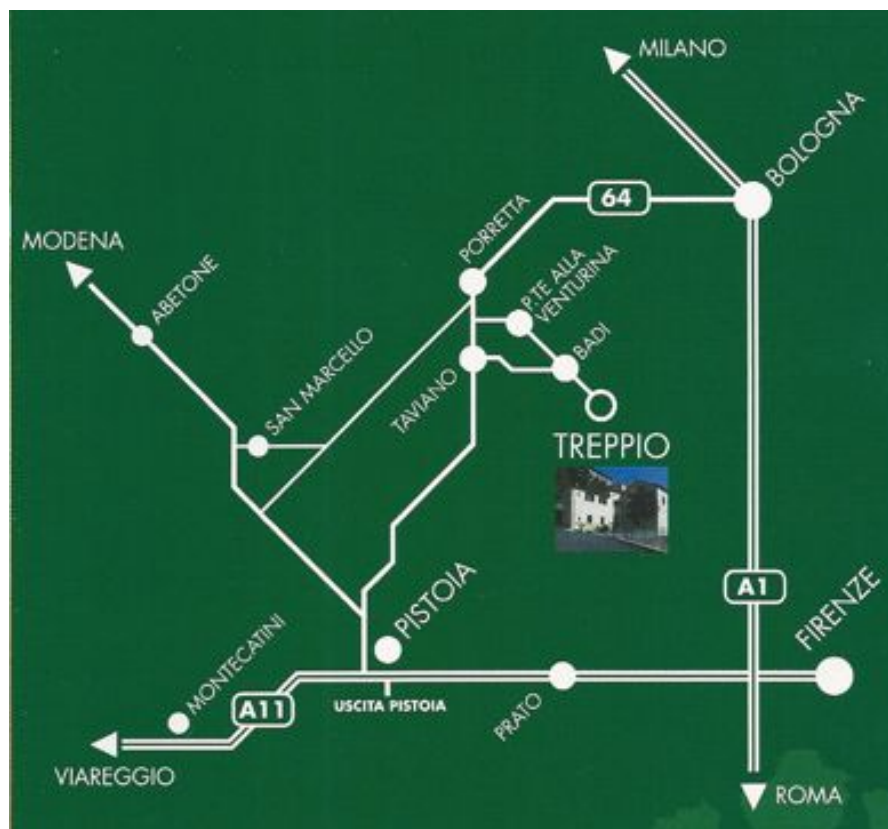 MILANO
BOLOGNA
64
PORRETTA
MODENA
ABETONE
P.TE ALLA
VENTURINA
BADI
SAN MARCELLO
TAVIANO
TREPPIO
A1
FIRENZE
PISTOIA
MONTECATINI
A11
USCITA PISTOIA
PRATO
VIAREGGIO
ROMA